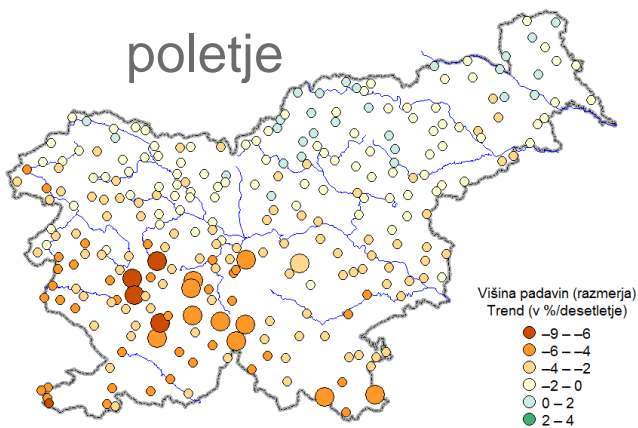 poletje
Višina padavin (razmerja)
Trend (v %/desetletje)
–9 – –6
–6 – –4
–4 – –2
–2 – 0
0 – 2
2 – 4